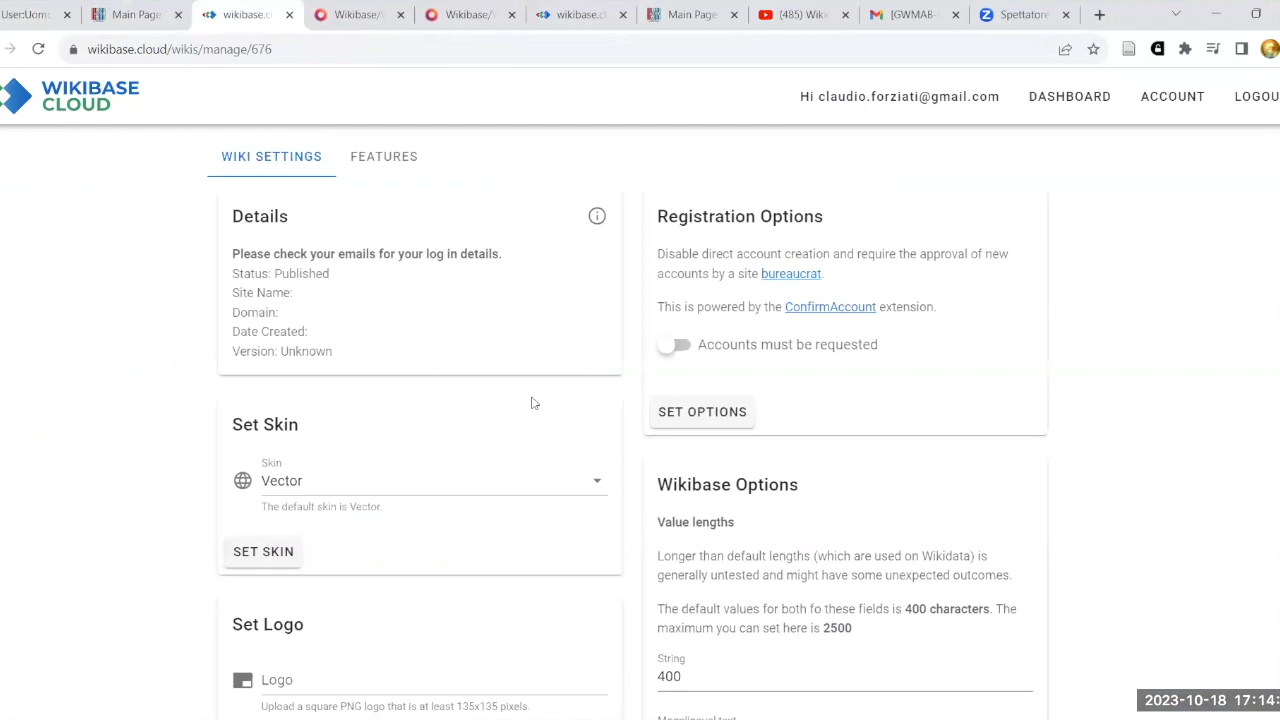 User:Inst
wikibase
wikibase.cl
Main Page
(485) Wik
[GWMAB
Spettatore
wikibase.cloud/wikis/manage/676
WIKIBASE
CLOUD
Hi claudio.forziati@gmail.com
DASHBOARD
ACCOUNT
LOGOU
WIKI SETTINGS
FEATURES
Details
Please check your emails for your log in details.
Status: Published
Site Name:
Domain:
Date Created:
Version: Unknown
Set Skin
Skin
Vector
The default skin is Vector.
SET SKIN
Set Logo
Logo
Upload a square PNG logo that is at least 135x135 pixels.
Registration Options
Disable direct account creation and require the approval of new
accounts by a site bureaucrat.
This is powered by the ConfirmAccount extension.
Accounts must be requested
SET OPTIONS
Wikibase Options
Value lengths
Longer than default lengths (which are used on Wikidata) is
generally untested and might have some unexpected outcomes.
The default values for both fo these fields is 400 characters. The
maximum you can set here is 2500
String
400
2023-10-18 17:14: